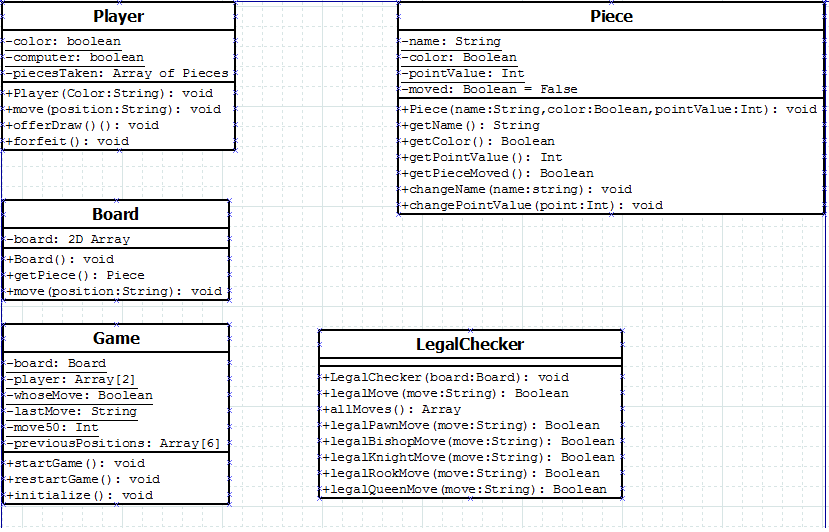 Player
-color: boolean
-computer: boolean
-piecesTaken: Array of Pieces
+Player(Color:String): void
+move(position:String): void
+offerDraw()(): void
+forfeit(): void
Piece
-name: String
-color: Boolean
-pointValue: Int
-moved: Boolean = False
+Piece(name:String,color:Boolean,pointValue:Int): void
+getName(): String
+getColor(): Boolean
+getPointValue(): Int
+getPieceMoved(): Boolean
+changeName(name:string): void
+changePointValue(point:Int): void
Board
-board: 2D Array
+Board(): void
+getPiece(): Piece
+move(position:String): void
Game
-board: Board
-player: Array[2]
-whoseMove: Boolean
-lastMove: String
-move50: Int
-previousPositions: Array[6]
+startGame(): void
+restartGame(): void
+initialize(): void
LegalChecker
+LegalChecker(board:Board): void
+legalMove(move:String): Boolean
+allMoves(): Array
+legalPawnMove(move:String): Boolean
+legalBishopMove(move:String): Boolean
+legalKnightMove(move:String): Boolean
+legalRookMove(move:String): Boolean
+legalQueenMove(move:String): Boolean